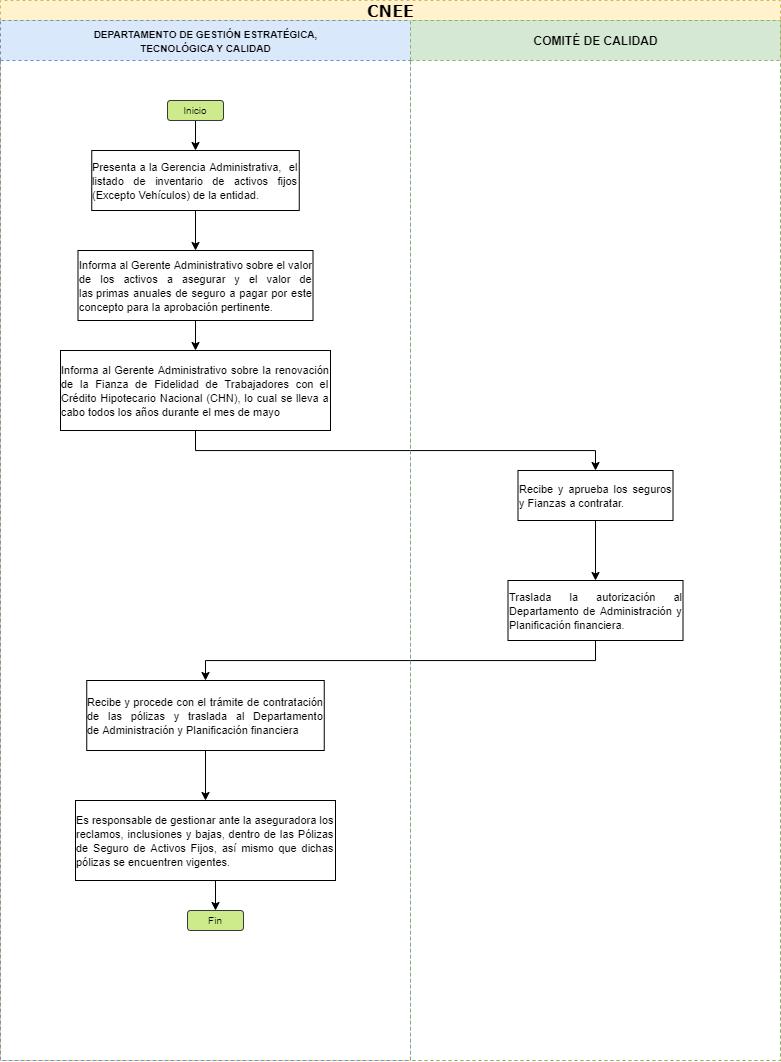 CNEE
DEPARTAMENTO DE GESTIÓN ESTRATÉGICA,
TECNOLÓGICA Y CALIDAD
COMITÉ DE CALIDAD
Inicio
Presenta a la Gerencia Administrativa, el
listado de inventario de activos fijos
(Excepto Vehículos) de la entidad.
Informa al Gerente Administrativo sobre el valor
de los activos a asegurar y el valor de
las primas anuales de seguro a pagar por este
concepto para la aprobación pertinente.
Informa al Gerente Administrativo sobre la renovación
de la Fianza de Fidelidad de Trabajadores con el
Crédito Hipotecario Nacional (CHN), lo cual se lleva a
cabo todos los años durante el mes de mayo
Recibe y aprueba los seguros
y Fianzas a contratar.
Traslada la autorización al
Departamento de Administración y
Planificación financiera.
Recibe y procede con el trámite de contratación
de las pólizas y traslada al Departamento
de Administración y Planificación financiera
Es responsable de gestionar ante la aseguradora los
reclamos, inclusiones y bajas, dentro de las Pólizas
de Seguro de Activos Fijos, así mismo que dichas
pólizas se encuentren vigentes.
Fin